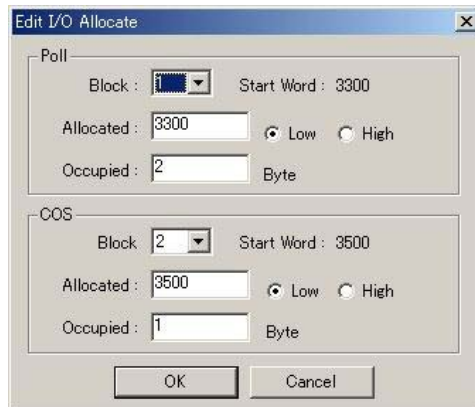 Edit I/O Allocate
Poll
Block : 1 Start Word : 3300
Allocated : 3300 Low High
Occupied : 2 Byte
COS
Block 2 Start Word : 3500
Allocated : 3500 Low High
Occupied : 1 Byte
OK Cancel